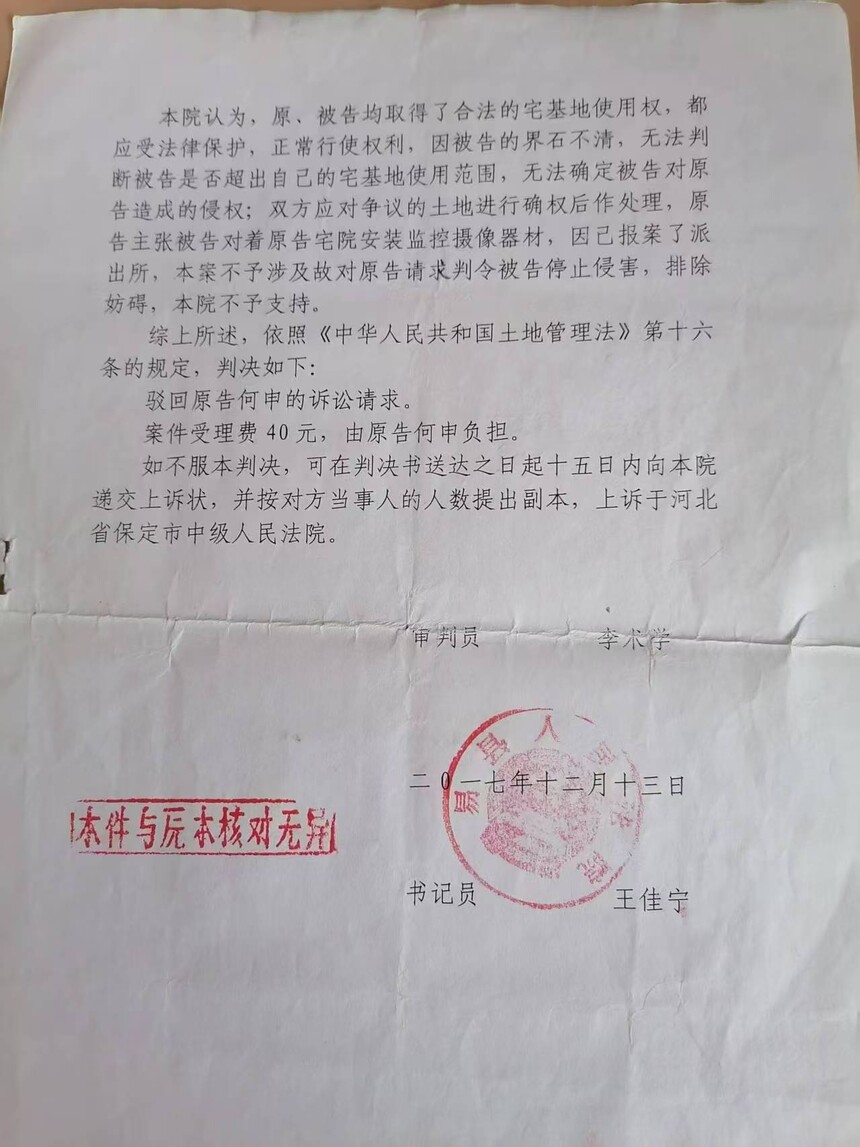 本院认为，原、被告均取得了合法的宅基地使用权，都
应受法律保护，正常行使权利，因被告的界石不清，无法判
断被告是否超出自己的宅基地使用范围，无法确定被告对原
告造成的侵权；双方应对争议的土地进行确权后作处理，原
告主张被告对着原告宅院安装监控摄像器材，因己报案了派
出所，本案不予涉及故对原告请求判令被告停止侵害，排除
妨碍，本院不予支持。
综上所述，依照《中华人民共和国土地管理法》第十六
条的规定，判决如下：
驳回原告何申的诉讼请求。
案件受理费40元，由原告何申负担。
如不服本判决，可在判决书送达之日起十五日内向本院
递交上诉状，并按对方当事人的人数提出副本，上诉于河北
省保定市中级人民法院。
审判员 李术学
易县人民法院
二0一七年十二月十三日
本件与原本核对无异
书记员 王佳宁